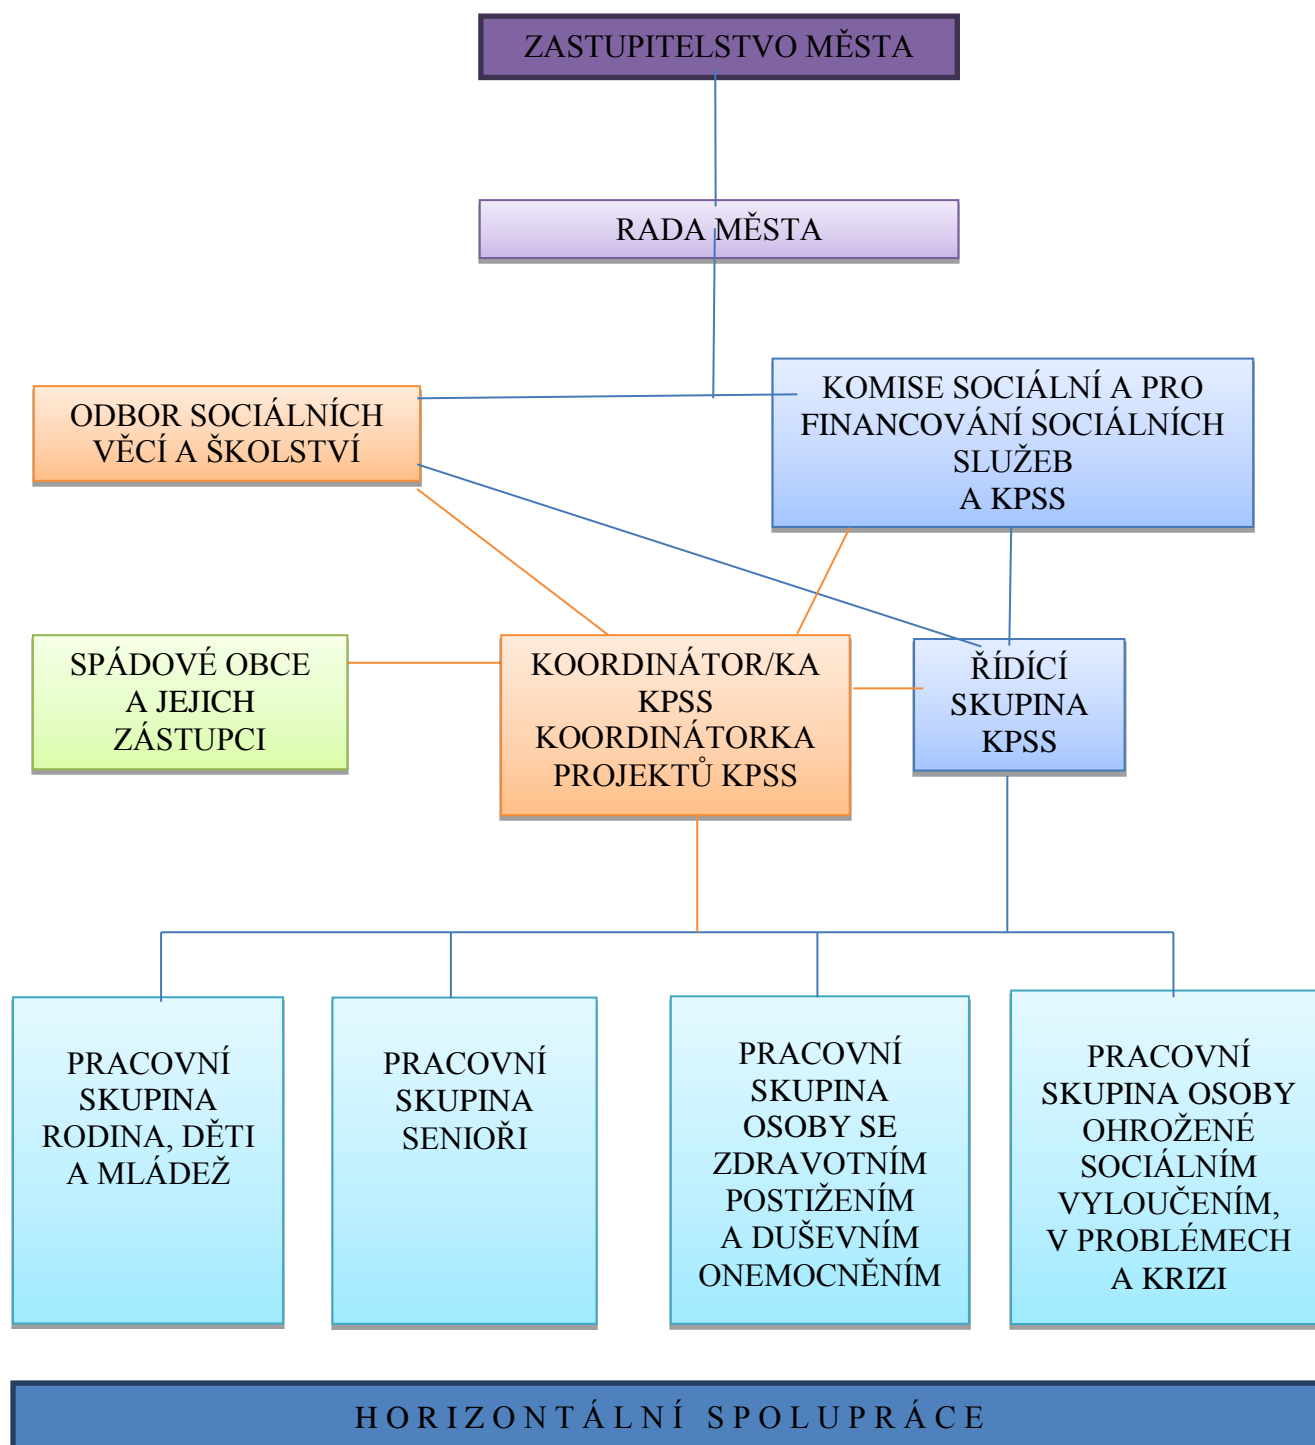 ZASTUPITELSTVO MĚSTA
RADA MĚSTA
ODBOR SOCIÁLNÍCH
VĚCÍ A ŠKOLSTVÍ
KOMISE SOCIÁLNÍ A PRO
FINANCOVÁNÍ SOCIÁLNÍCH
SLUŽEB
A KPSS
SPÁDOVÉ OBCE
A JEJICH
ZÁSTUPCI
KOORDINÁTOR/KA
KPSS
KOORDINÁTORKA
PROJEKTŮ KPSS
ŘÍDÍCÍ
SKUPINA
KPSS
PRACOVNÍ
SKUPINA
RODINA, DĚTI
A MLÁDEŽ
PRACOVNÍ
SKUPINA
SENIOŘI
PRACOVNÍ
SKUPINA
OSOBY SE
ZDRAVOTNÍM
POSTIŽENÍM
A DUŠEVNÍM
ONEMOCNĚNÍM
PRACOVNÍ
SKUPINA OSOBY
OHROŽENÉ
SOCIÁLNÍM
VYLOUČENÍM,
V PROBLÉMECH
A KRIZI
HORIZONTÁLNÍ SPOLUPRÁCE